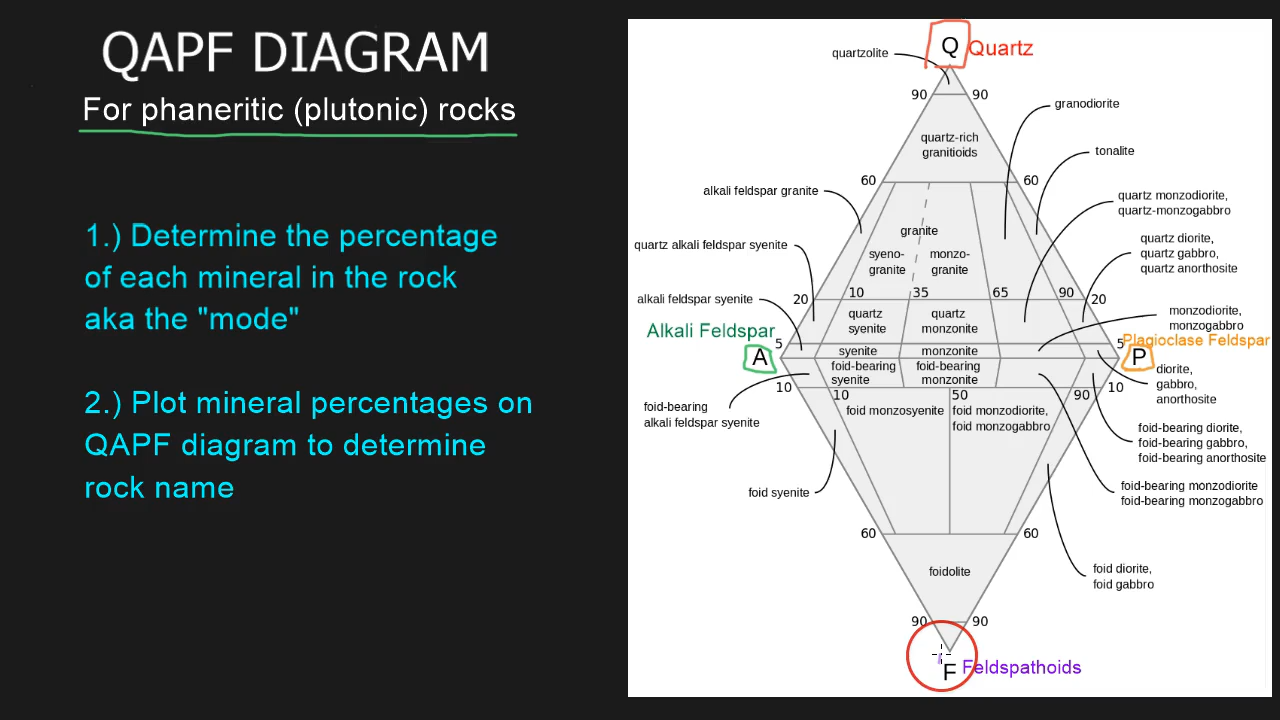 QAPF DIAGRAM
For phaneritic (plutonic) rocks
1.) Determine the percentage
of each mineral in the rock
aka the "mode"
2.) Plot mineral percentages on
QAPF diagram to determine
rock name
Q Quartz
quartzolite
90 90
granodiorite
quartz-rich
granitioids
tonalite
60 60
alkali feldspar granite
quartz monzodiorite,
quartz-monzogabbro
granite
quartz alkali feldspar syenite
syeno-
granite
monzo-
granite
quartz diorite,
quartz gabbro,
quartz anorthosite
alkali feldspar syenite
20 10 35 65 90 20
quartz
syenite
quartz
monzonite
monzodiorite,
monzogabbro
Alkali Feldspar
Plagioclase Feldspar
5 5
A P
syenite monzonite
foid-bearing
syenite
foid-bearing
monzonite
diorite,
gabbro,
anorthosite
10 10 50 90 10
foid-bearing
alkali feldspar syenite
foid monzosyenite
foid monzodiorite,
foid monzogabbro
foid-bearing diorite,
foid-bearing gabbro,
foid-bearing anorthosite
foid syenite
foid-bearing monzodiorite
foid-bearing monzogabbro
60 60
foidolite
foid diorite,
foid gabbro
90 90
F Feldspathoids